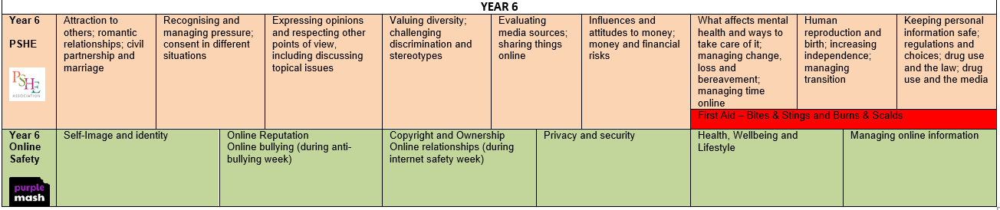 YEAR 6
Year 6
PSHE
PSHE
ASSOCIATION
Attraction to
others; romantic
relationships; civil
partnership and
marriage
Recognising and
managing pressure;
consent in different
situations
Expressing opinions
and respecting other
points of view,
including discussing
topical issues
Valuing diversity;
challenging
discrimination and
stereotypes
Evaluating
media sources;
sharing things
online
Influences and
attitudes to money;
money and financial
risks
What affects mental
health and ways to
take care of it;
managing change,
loss and
bereavement;
managing time
online
Human
reproduction and
birth; increasing
independence;
managing
transition
Keeping personal
information safe;
regulations and
choices; drug use
and the law; drug
use and the media
First Aid – Bites & Stings and Burns & Scalds
Year 6
Online
Safety
purple
mash
Self-Image and identity
Online Reputation
Online bullying (during anti-
bullying week)
Copyright and Ownership
Online relationships (during
internet safety week)
Privacy and security
Health, Wellbeing and
Lifestyle
Managing online information